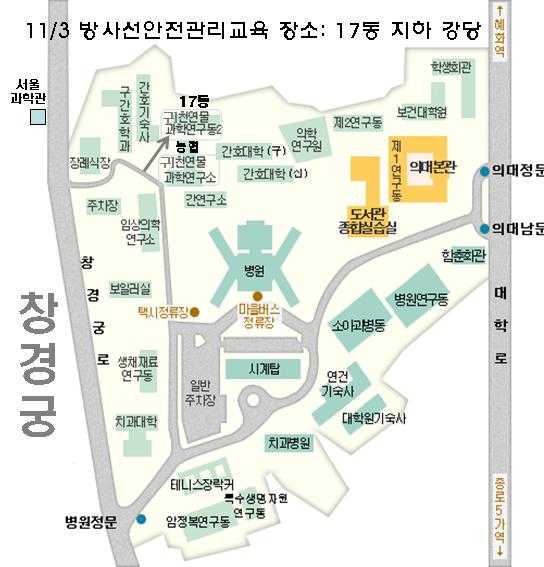 11/3 방사선안전관리교육 장소: 17동 지하 강당
↑
혜화역
서울
과학관
구간호학과
간호기숙사
17동
구)천연물
과학연구동2
농협
구)천연물
과학연구소
학생회관
보건대학원
제2연구동
의학
연구원
간호대학 (구)
간호대학 (신)
제1연구동
의대본관
의대정문
장례식장
간연구소
도서관
종합실습실
주차장
임상의학
연구소
의대남문
함춘회관
병원
창경궁로
보일러실
택시정류장
마을버스
정류장
병원연구동
소아과병동
대학로
창경궁
생체재료
연구동
시계탑
일반
주차장
연건
기숙사
대학원기숙사
치과대학
치과병원
테니스장락커
특수생명자원
연구동
암정복연구동
병원정문
종로5가역
↓